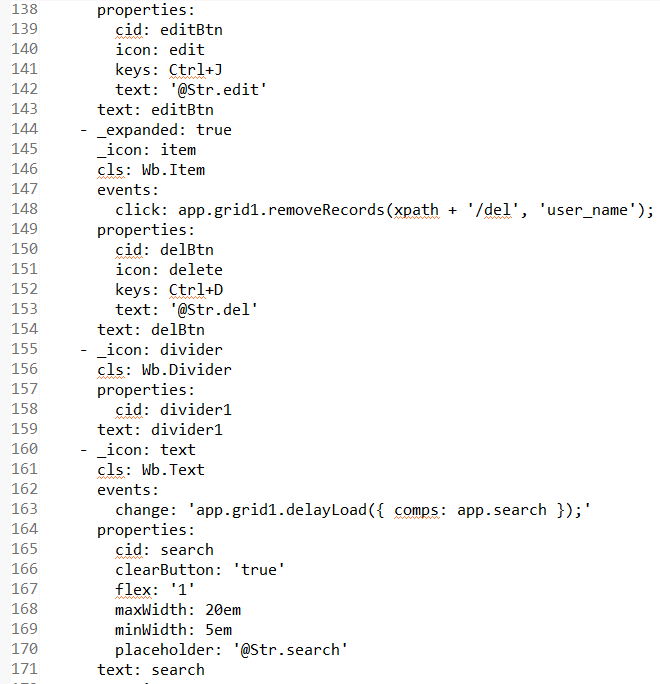 138 properties:
139 cid: editBtn
140 icon: edit
141 keys: Ctrl+J
142 text: '@Str.edit'
143 text: editBtn
144 - _expanded: true
145 _icon: item
146 cls: Wb.Item
147 events:
148 click: app.grid1.removeRecords(xpath + '/del', 'user_name');
149 properties:
150 cid: delBtn
151 icon: delete
152 keys: Ctrl+D
153 text: '@Str.del'
154 text: delBtn
155 - _icon: divider
156 cls: Wb.Divider
157 properties:
158 cid: divider1
159 text: divider1
160 - _icon: text
161 cls: Wb.Text
162 events:
163 change: 'app.grid1.delayLoad({ comps: app.search });'
164 properties:
165 cid: search
166 clearButton: 'true'
167 flex: '1'
168 maxWidth: 20em
169 minWidth: 5em
170 placeholder: '@Str.search'
171 text: search